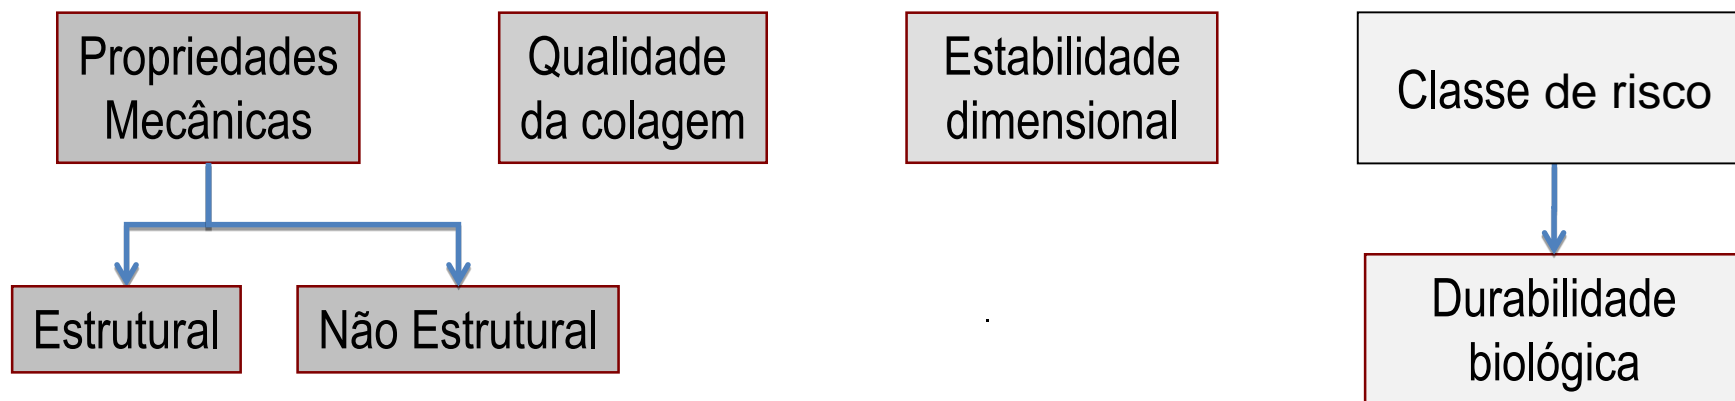 Propriedades
Mecânicas
Qualidade
da colagem
Estabilidade
dimensional
Classe de risco
Estrutural
Não Estrutural
.
Durabilidade
biológica